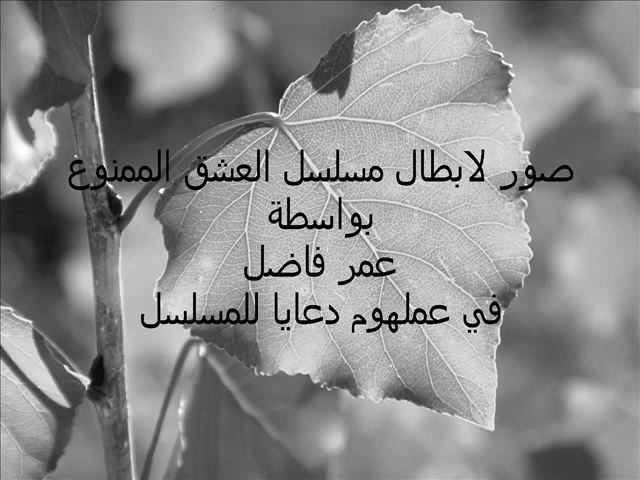 صور لابطال مسلسل العشق الممنوع
بواسطة
عمر فاضل
في عملهوم دعايا للمسلسل